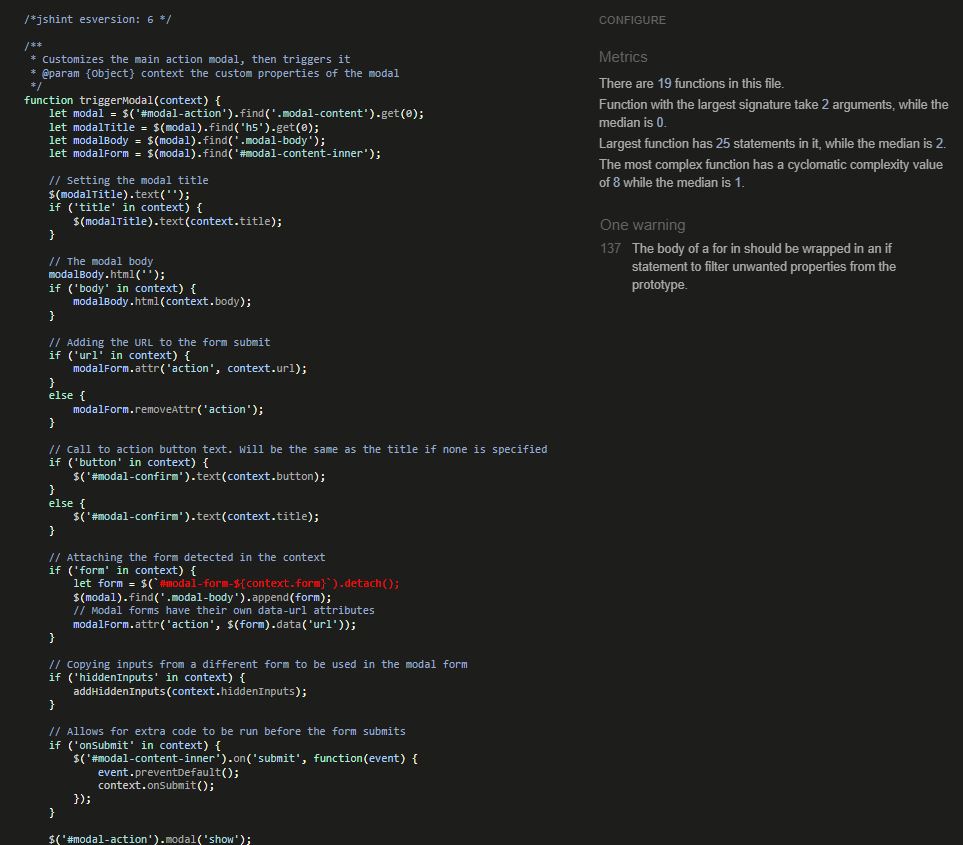 /*jshint esversion: 6 */
/**
 * Customizes the main action modal, then triggers it
 * @param {Object} context the custom properties of the modal
 */
function triggerModal(context) {
    let modal = $('#modal-action').find('.modal-content').get(0);
    let modalTitle = $(modal).find('h5').get(0);
    let modalBody = $(modal).find('.modal-body');
    let modalForm = $(modal).find('#modal-content-inner');
    // Setting the modal title
    $(modalTitle).text('');
    if ('title' in context) {
        $(modalTitle).text(context.title);
    }
    // The modal body
    modalBody.html('');
    if ('body' in context) {
        modalBody.html(context.body);
    }
    // Adding the URL to the form submit
    if ('url' in context) {
        modalForm.attr('action', context.url);
    }
    else {
        modalForm.removeAttr('action');
    }
    // Call to action button text. Will be the same as the title if none is specified
    if ('button' in context) {
        $('#modal-confirm').text(context.button);
    }
    else {
        $('#modal-confirm').text(context.title);
    }
    // Attaching the form detected in the context
    if ('form' in context) {
        let form = $(`#modal-form-${context.form}`).detach();
        $(modal).find('.modal-body').append(form);
        // Modal forms have their own data-url attributes
        modalForm.attr('action', $(form).data('url'));
    }
    // Copying inputs from a different form to be used in the modal form
    if ('hiddenInputs' in context) {
        addHiddenInputs(context.hiddenInputs);
    }
    // Allows for extra code to be run before the form submits
    if ('onSubmit' in context) {
        $('#modal-content-inner').on('submit', function(event) {
            event.preventDefault();
            context.onSubmit();
        });
    }
    $('#modal-action').modal('show');
CONFIGURE
Metrics
There are 19 functions in this file.
Function with the largest signature take 2 arguments, while the
median is 0.
Largest function has 25 statements in it, while the median is 2.
The most complex function has a cyclomatic complexity value
of 8 while the median is 1.
One warning
137 The body of a for in should be wrapped in an if
statement to filter unwanted properties from the
prototype.